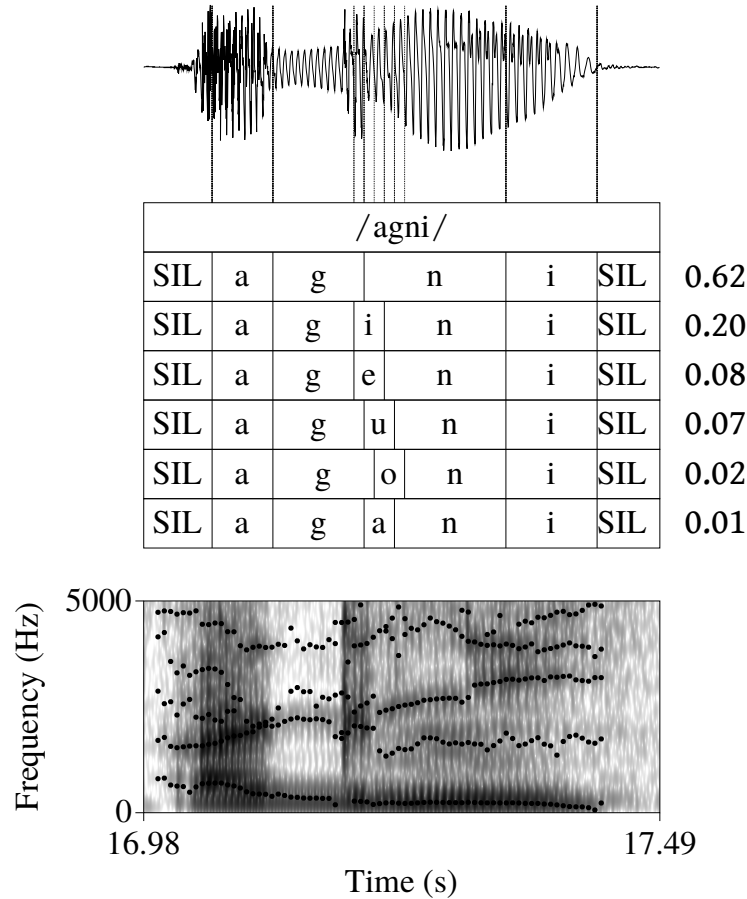 /agni/
SIL a g n i SIL 0.62
SIL a g i n i SIL 0.20
SIL a g e n i SIL 0.08
SIL a g u n i SIL 0.07
SIL a g o n i SIL 0.02
SIL a g a n i SIL 0.01
5000
Frequency (Hz)
0
16.98 17.49
Time (s)